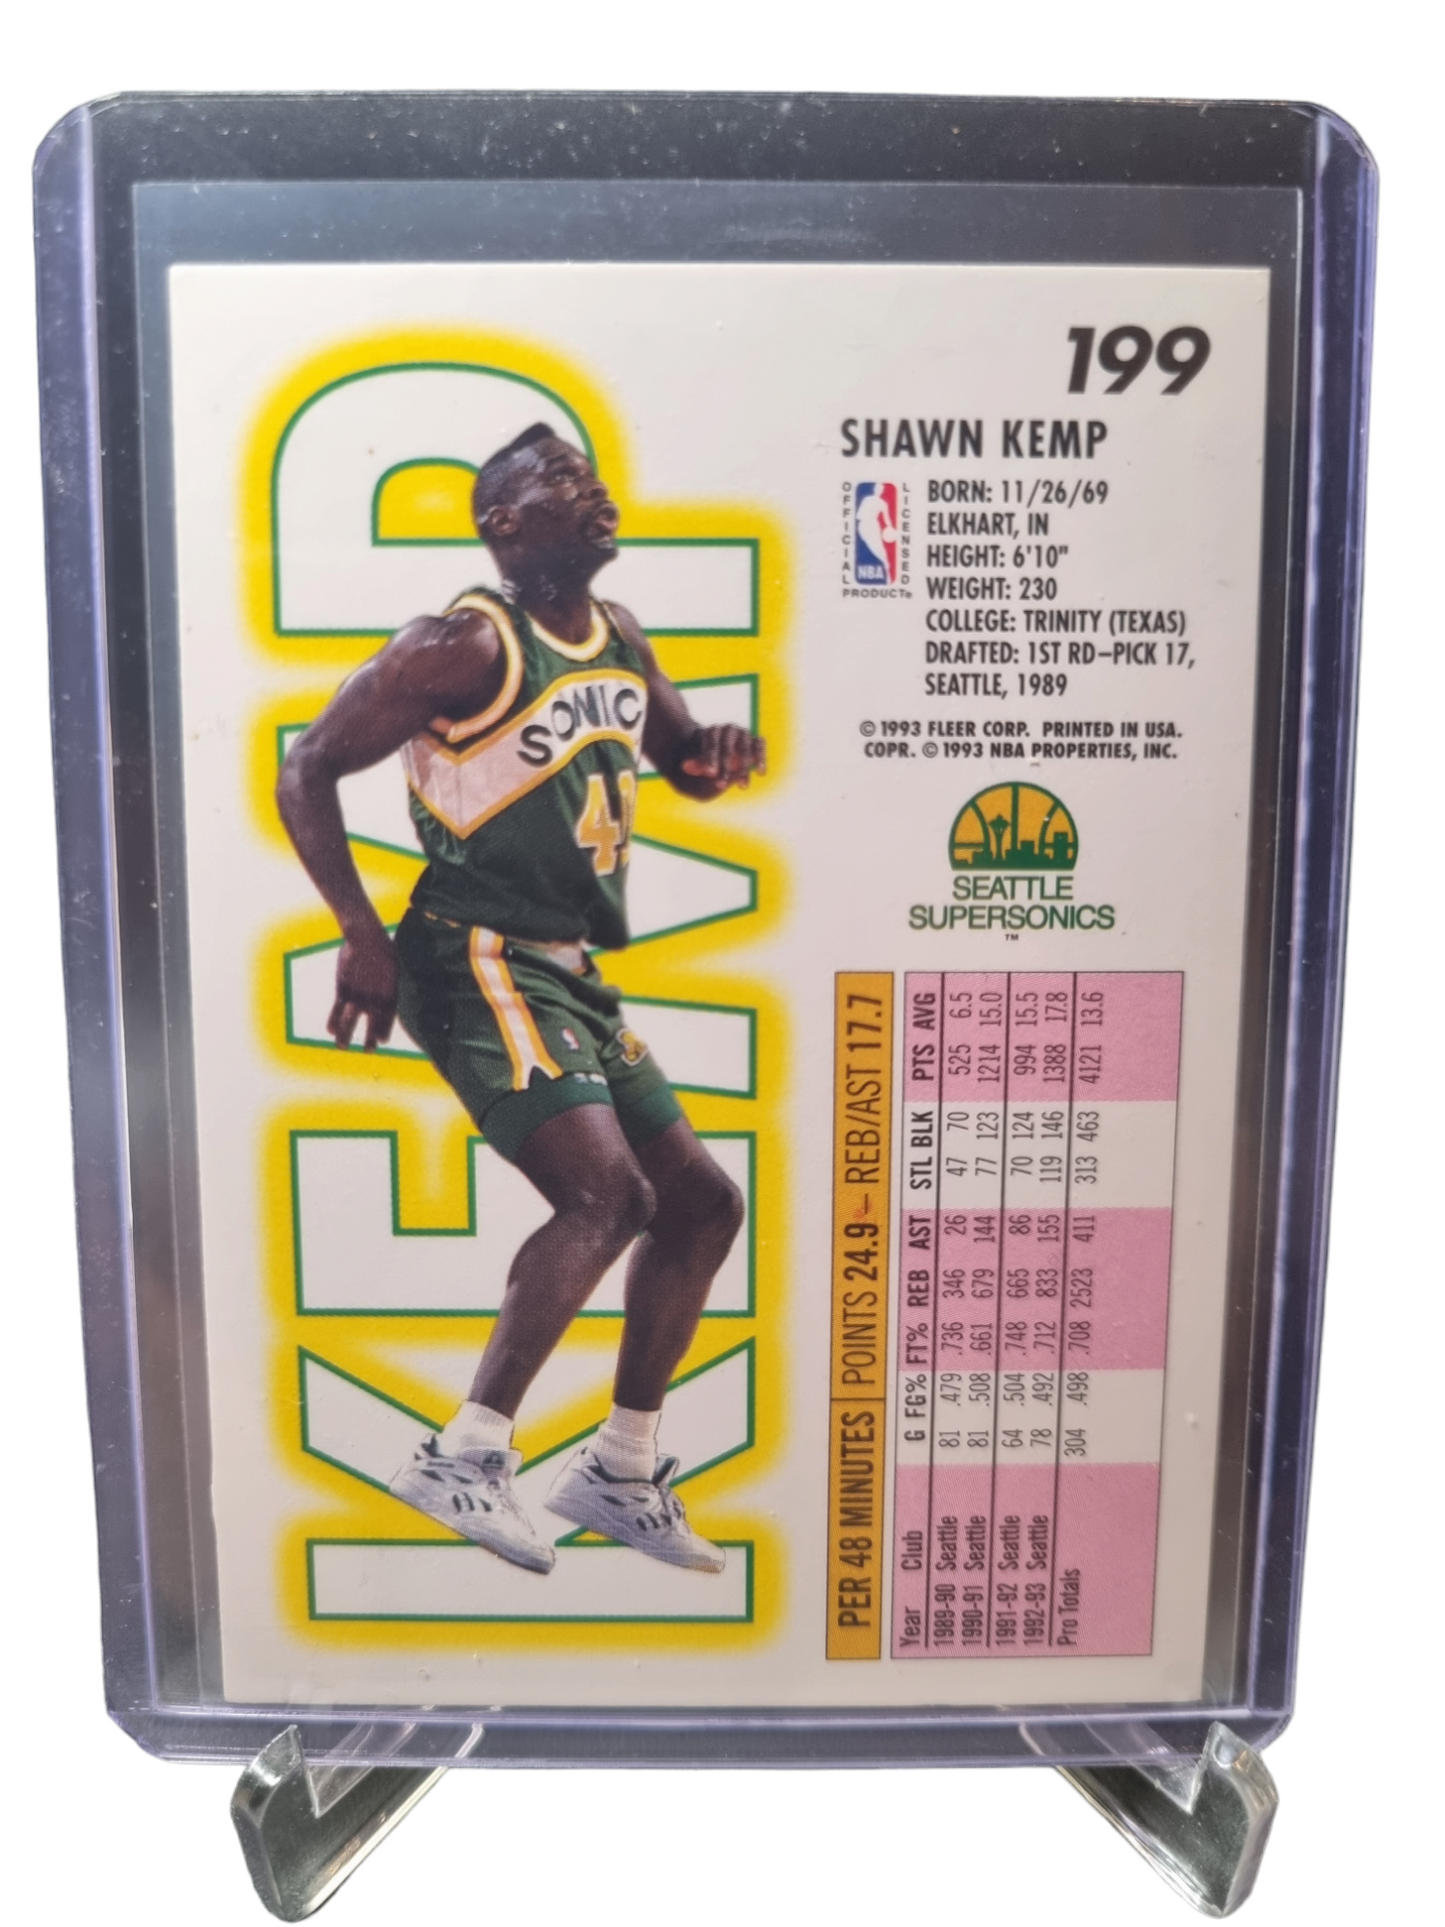 199
SHAWN KEMP
OFFICIAL LICENSED
NBA
PRODUCT®
BORN: 11/26/69
ELKHART, IN
HEIGHT: 6'10"
WEIGHT: 230
COLLEGE: TRINITY (TEXAS)
DRAFTED: 1ST RD–PICK 17,
SEATTLE, 1989
© 1993 FLEER CORP. PRINTED IN USA.
COPR. © 1993 NBA PROPERTIES, INC.
SEATTLE
SUPERSONICS
™
KEMP
SONIC
4
PER 48 MINUTES | POINTS 24.9 – REB/AST 17.7
Year Club G FG% FT% REB AST STL BLK PTS AVG
1989-90 Seattle 81 .479 .736 346 26 47 70 525 6.5
1990-91 Seattle 81 .508 .661 679 144 77 123 1214 15.0
1991-92 Seattle 64 .504 .748 665 86 70 124 994 15.5
1992-93 Seattle 78 .492 .712 833 155 119 146 1388 17.8
Pro Totals 304 .498 .708 2523 411 313 463 4121 13.6